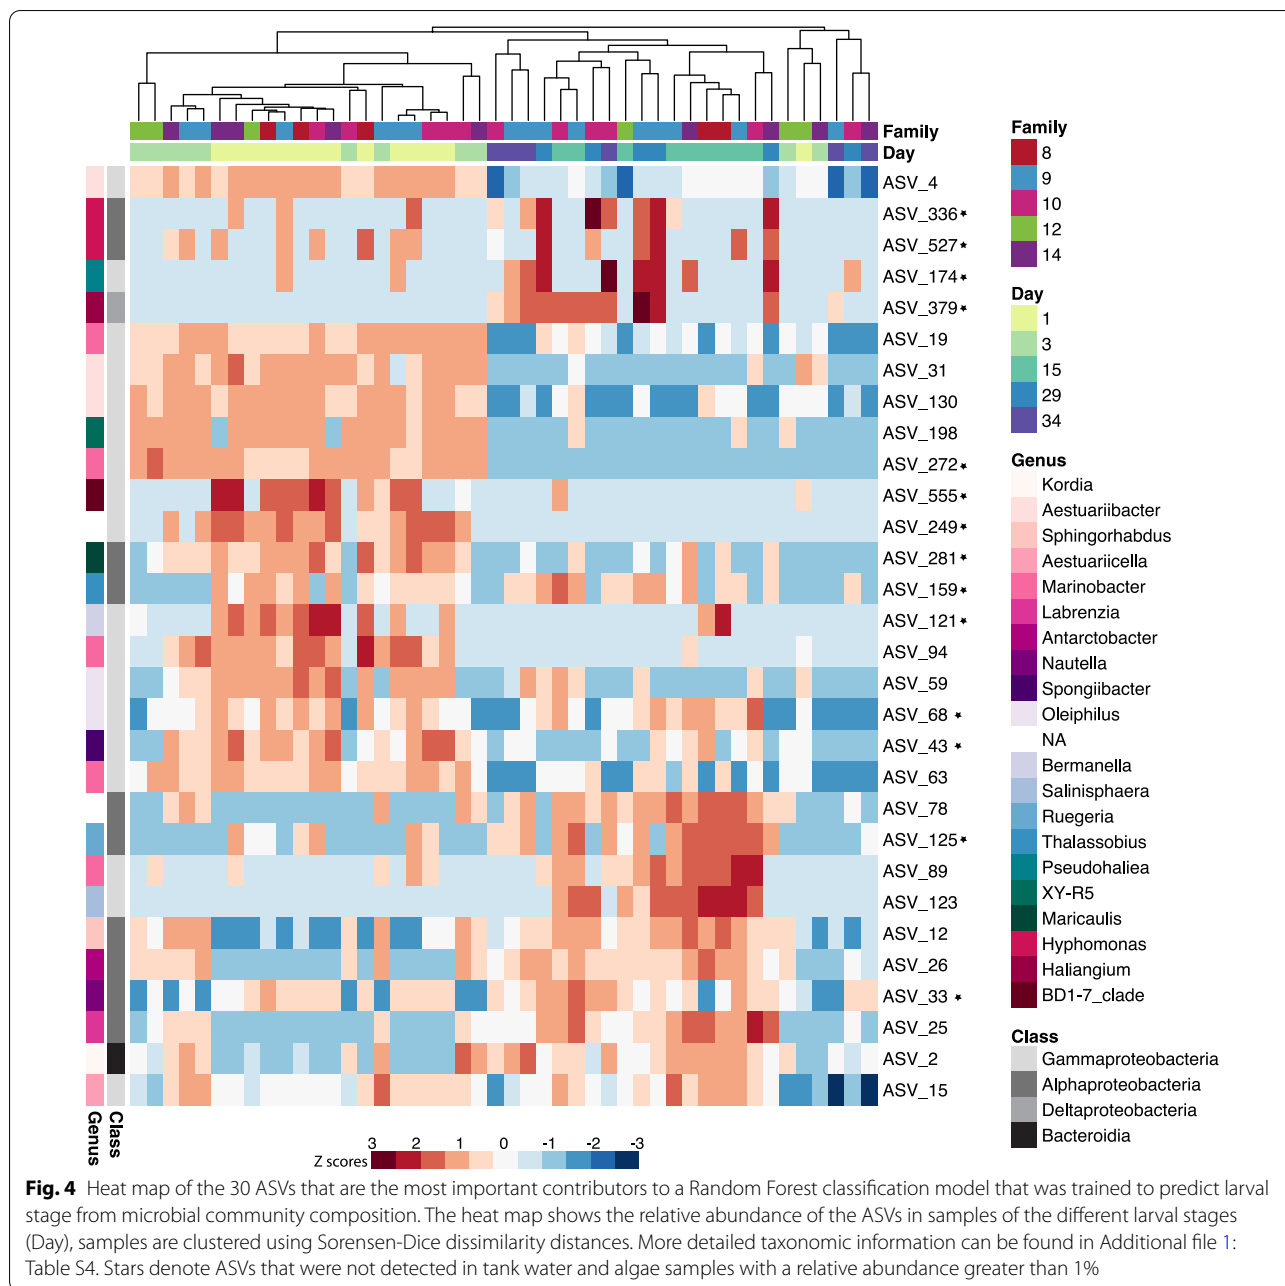 Family
Day
ASV_4
ASV_336★
ASV_527★
ASV_174★
ASV_379★
ASV_19
ASV_31
ASV_130
ASV_198
ASV_272★
ASV_555★
ASV_249★
ASV_281★
ASV_159★
ASV_121★
ASV_94
ASV_59
ASV_68 ★
ASV_43 ★
ASV_63
ASV_78
ASV_125★
ASV_89
ASV_123
ASV_12
ASV_26
ASV_33 ★
ASV_25
ASV_2
ASV_15
Genus
Class
Z scores
3 2 1 0 -1 -2 -3
Family
8
9
10
12
14
Day
1
3
15
29
34
Genus
Kordia
Aestuariibacter
Sphingorhabdus
Aestuariicella
Marinobacter
Labrenzia
Antarctobacter
Nautella
Spongiibacter
Oleiphilus
NA
Bermanella
Salinisphaera
Ruegeria
Thalassobius
Pseudohaliea
XY-R5
Maricaulis
Hyphomonas
Haliangium
BD1-7_clade
Class
Gammaproteobacteria
Alphaproteobacteria
Deltaproteobacteria
Bacteroidia
Fig. 4 Heat map of the 30 ASVs that are the most important contributors to a Random Forest classification model that was trained to predict larval
stage from microbial community composition. The heat map shows the relative abundance of the ASVs in samples of the different larval stages
(Day), samples are clustered using Sorensen-Dice dissimilarity distances. More detailed taxonomic information can be found in Additional file 1:
Table S4. Stars denote ASVs that were not detected in tank water and algae samples with a relative abundance greater than 1%